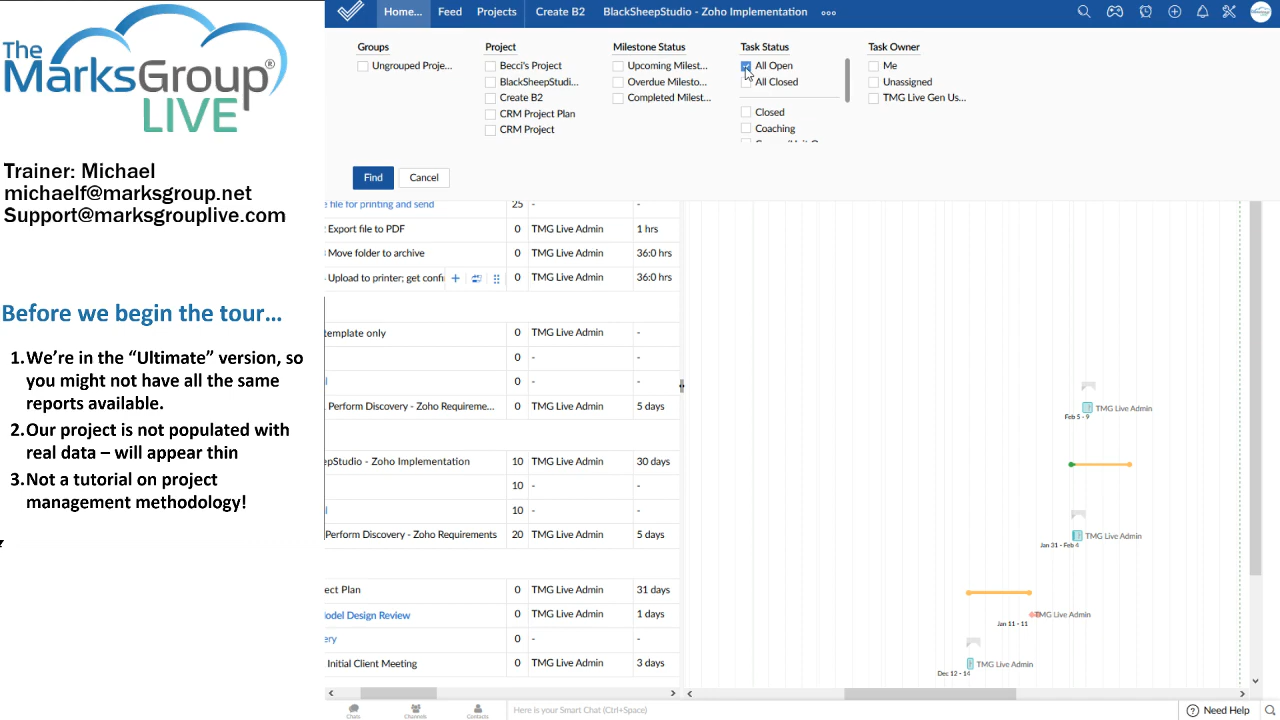 The
MarksGroup®
LIVE
Trainer: Michael
michaelf@marksgroup.net
Support@marksgrouplive.com
Before we begin the tour...
1. We're in the "Ultimate" version, so
you might not have all the same
reports available.
2. Our project is not populated with
real data – will appear thin
3. Not a tutorial on project
management methodology!
Home... Feed Projects Create B2 BlackSheepStudio - Zoho Implementation
Groups Project Milestone Status Task Status Task Owner
Ungrouped Proje... Becci's Project Upcoming Milest... All Open Me
BlackSheepStudi... Overdue Milesto... All Closed Unassigned
Create B2 Completed Milest... TMG Live Gen Us...
CRM Project Plan Closed
CRM Project Coaching
Find Cancel
e file for printing and send 25 - -
Export file to PDF 0 TMG Live Admin 1 hrs
Move folder to archive 0 TMG Live Admin 36:0 hrs
Upload to printer; get confir 0 TMG Live Admin 36:0 hrs
template only 0 TMG Live Admin -
0 - -
0 TMG Live Admin -
Perform Discovery - Zoho Requireme... 0 TMG Live Admin 5 days
TMG Live Admin
Feb 5 - 9
epStudio - Zoho Implementation 10 TMG Live Admin 30 days
10 - -
10 TMG Live Admin -
Perform Discovery - Zoho Requirements 20 TMG Live Admin 5 days
TMG Live Admin
Jan 31 - Feb 4
ect Plan 0 TMG Live Admin 31 days
odel Design Review 0 TMG Live Admin 1 days
TMG Live Admin
Jan 11 - 11
ery 0 - -
Initial Client Meeting 0 TMG Live Admin 3 days
TMG Live Admin
Dec 12 - 14
Chats Channels Contacts Here is your Smart Chat (Ctrl+Space) Need Help